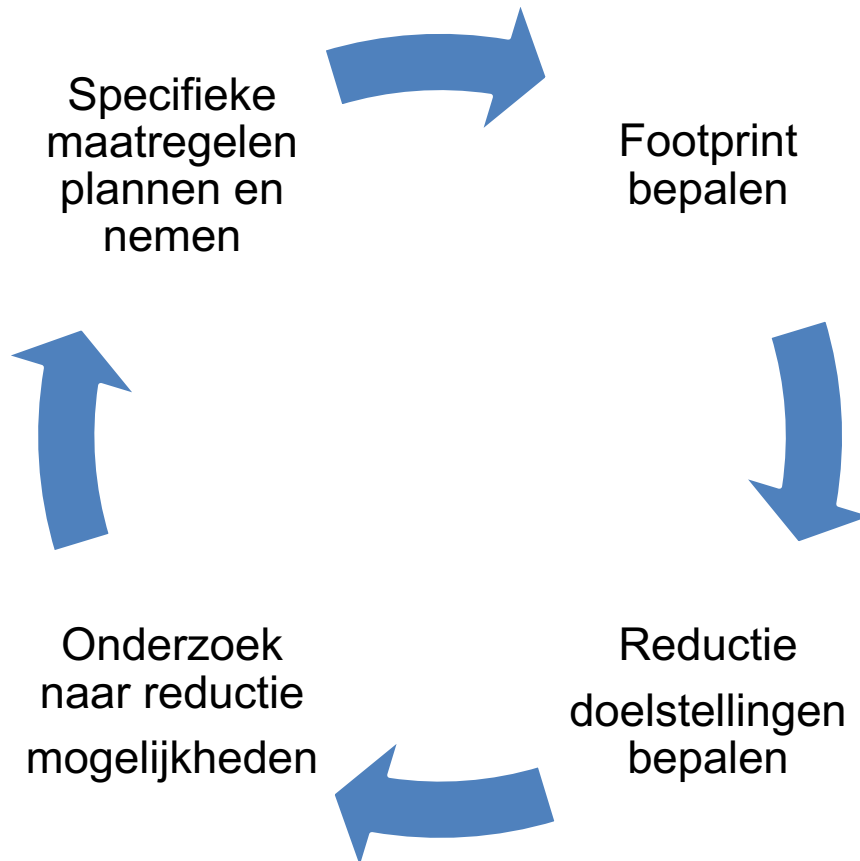 Specifieke
maatregelen
plannen en
nemen
Footprint
bepalen
Onderzoek
naar reductie
mogelijkheden
Reductie
doelstellingen
bepalen